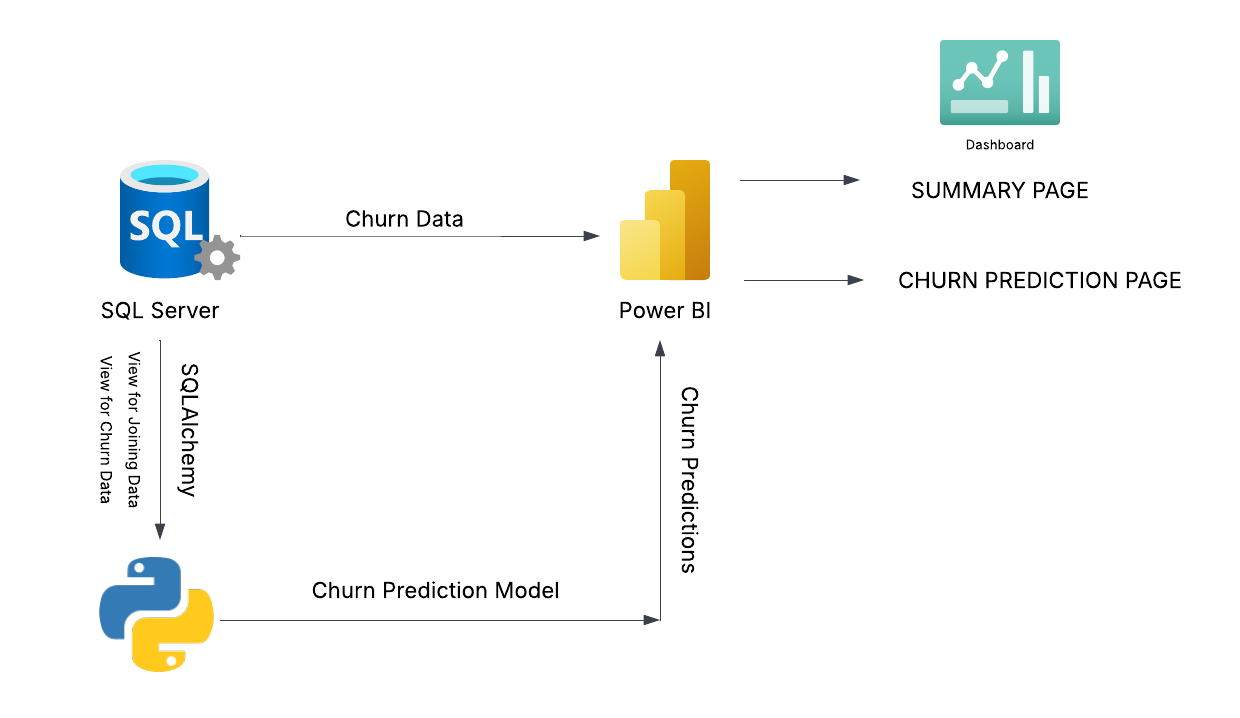 Dashboard
SUMMARY PAGE
SQL
Churn Data
CHURN PREDICTION PAGE
SQL Server
Power BI
View for Churn Data
View for Joining Data
SQLAlchemy
Churn Predictions
Churn Prediction Model